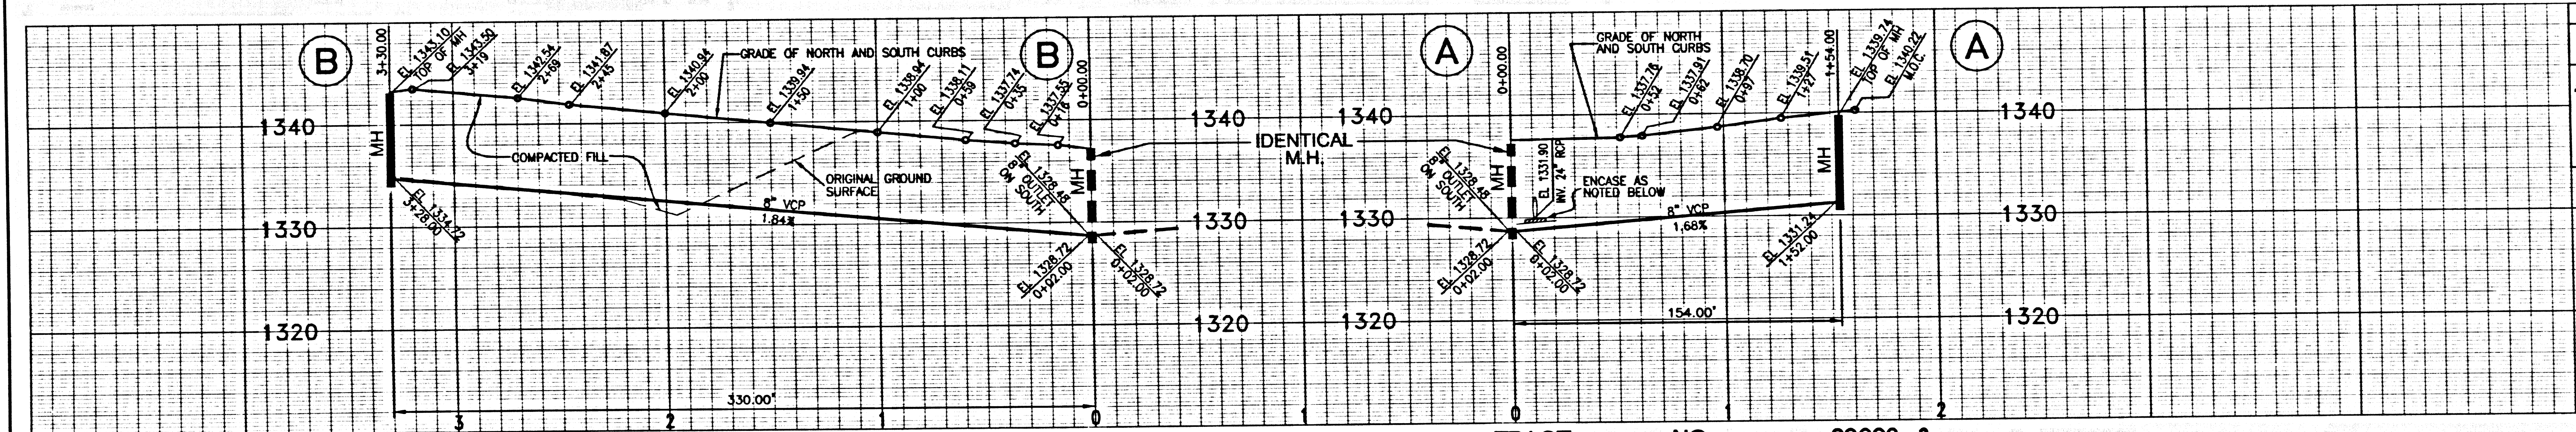 B
3+30.00
EL 1343.10
TOP OF MH
EL 1343.50
3+19
EL 1342.54
2+69
EL 1341.87
2+45
EL 1340.94
2+00
GRADE OF NORTH AND SOUTH CURBS
EL 1339.94
1+50
EL 1338.94
1+00
EL 1338.11
0+59
EL 1337.74
0+35
EL 1337.55
0+16
B
0+00.00
1340
MH
COMPACTED FILL
ORIGINAL GROUND
SURFACE
EL 1328.48
8" OUTLET
ON SOUTH
MH
1340
IDENTICAL
M.H.
1330
EL 1334.72
3+28.00
8" VCP
1.84%
EL 1328.72
0+02.00
EL 1328.72
0+02.00
1330
1320
1320
330.00'
3
2
1
0
1
A
0+00.00
GRADE OF NORTH
AND SOUTH CURBS
EL 1337.76
0+52
EL 1337.91
0+62
EL 1338.70
0+97
EL 1339.51
1+27
1+54.00
EL 1339.74
TOP OF MH
EL 1340.22
M.O.C.
A
1340
1340
EL 1328.48
8" OUTLET
ON SOUTH
MH
EL 1331.90
INV. 24" RCP
ENCASE AS
NOTED BELOW
MH
1330
8" VCP
1.68%
1330
EL 1328.72
0+02.00
EL 1328.72
0+02.00
EL 1331.24
1+52.00
1320
154.00'
1320
0
1
2